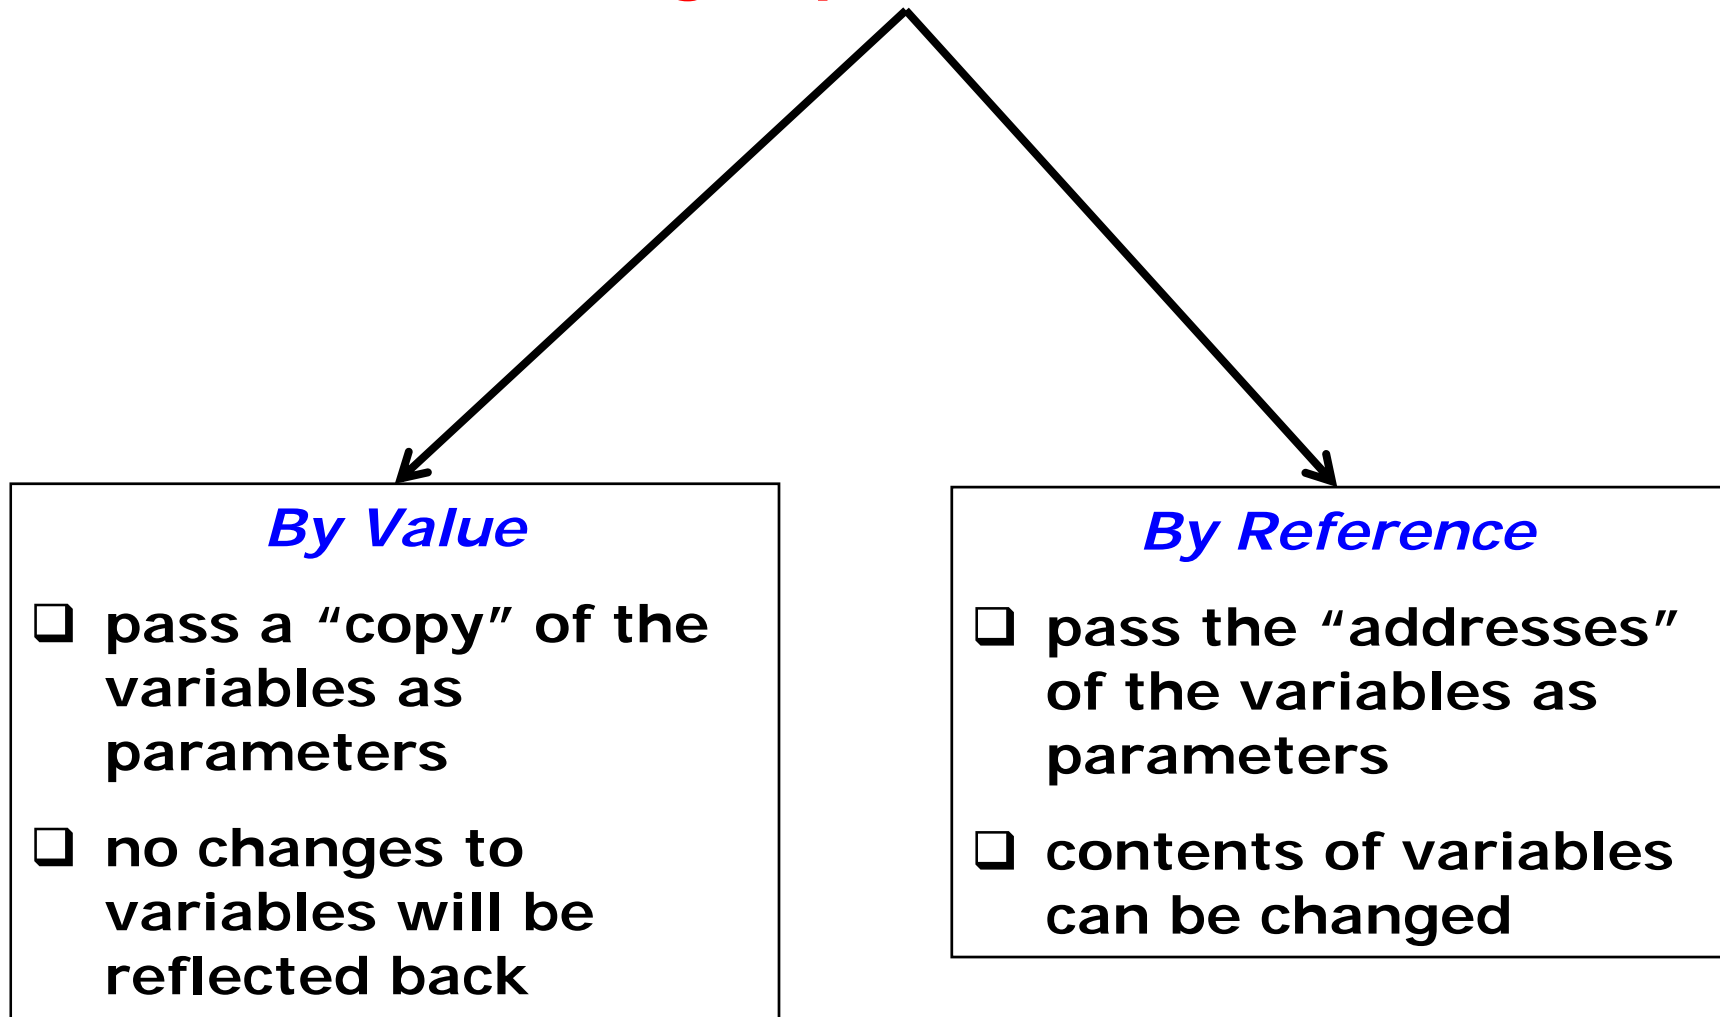 By Value
❑ pass a “copy” of the
variables as
parameters
❑ no changes to
variables will be
reflected back
By Reference
❑ pass the “addresses”
of the variables as
parameters
❑ contents of variables
can be changed